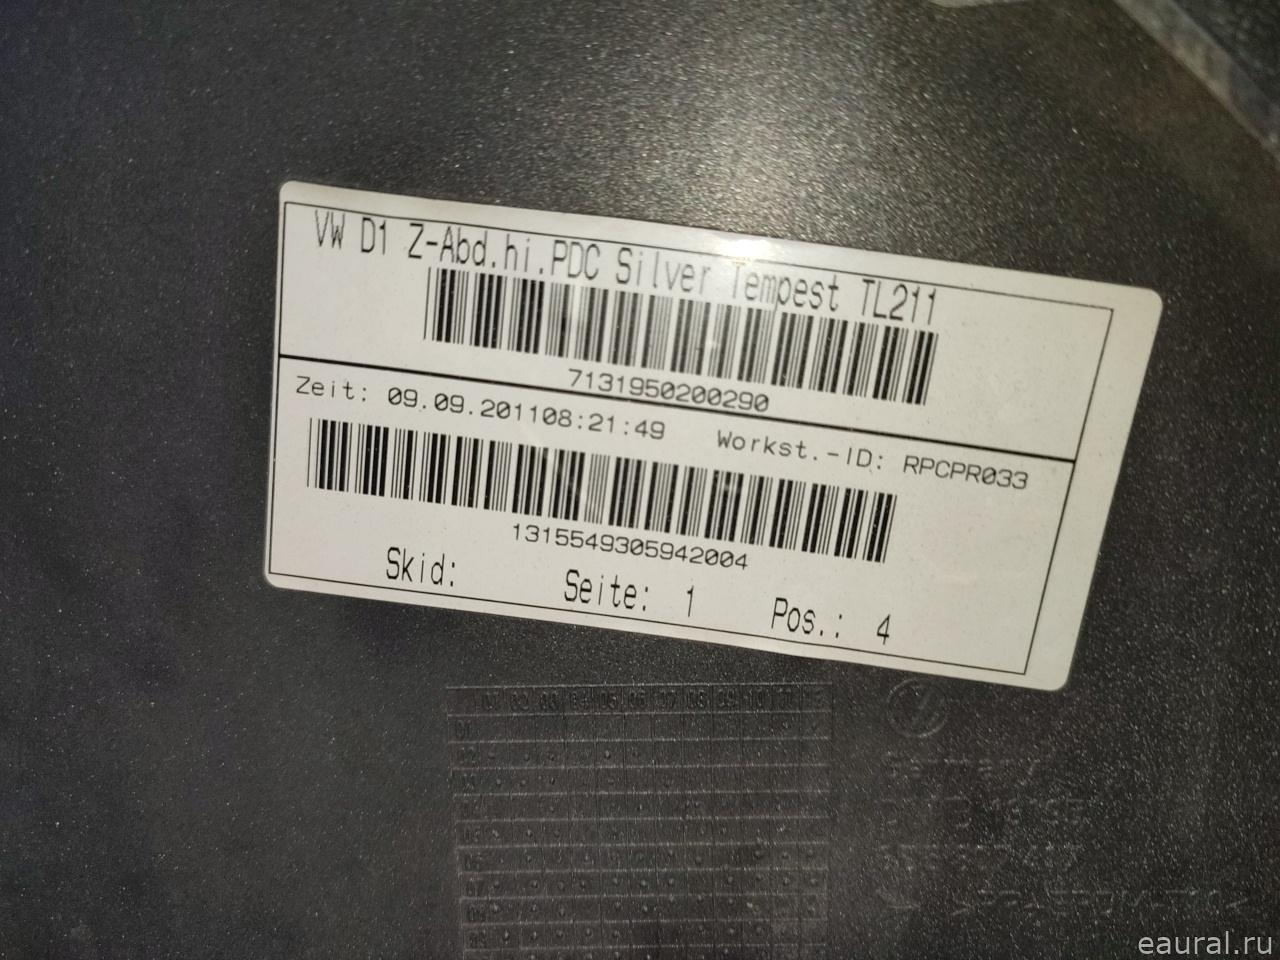 VW D1 Z-Abd.hi.PDC Silver Tempest TL211
7131950200290
Zeit: 09.09.201108:21:49 Workst.-ID: RPCPR033
1315549305942004
Skid: Seite: 1 Pos.: 4
Germany
eaural.ru